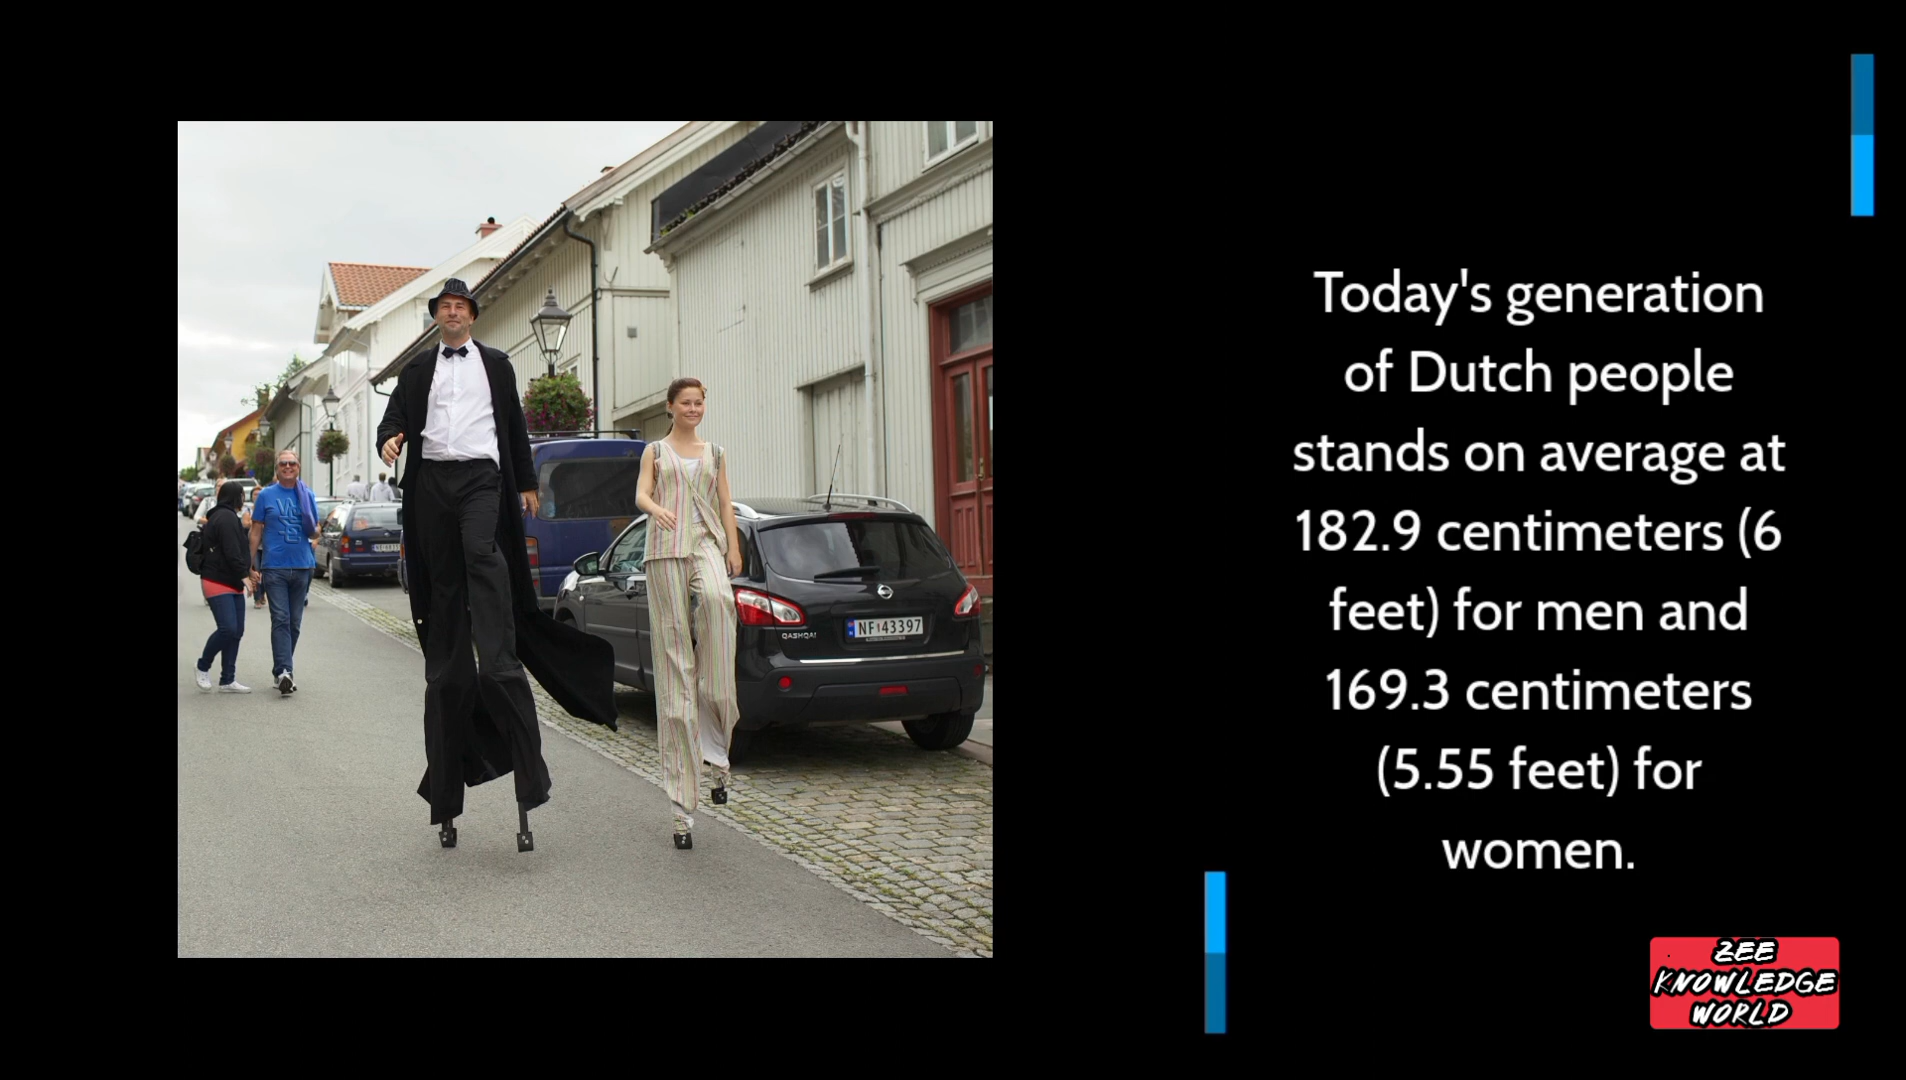 Today's generation
of Dutch people
stands on average at
182.9 centimeters (6
feet) for men and
169.3 centimeters
(5.55 feet) for
women.
NF 43397
QASHQAI
ZEE
KNOWLEDGE
WORLD